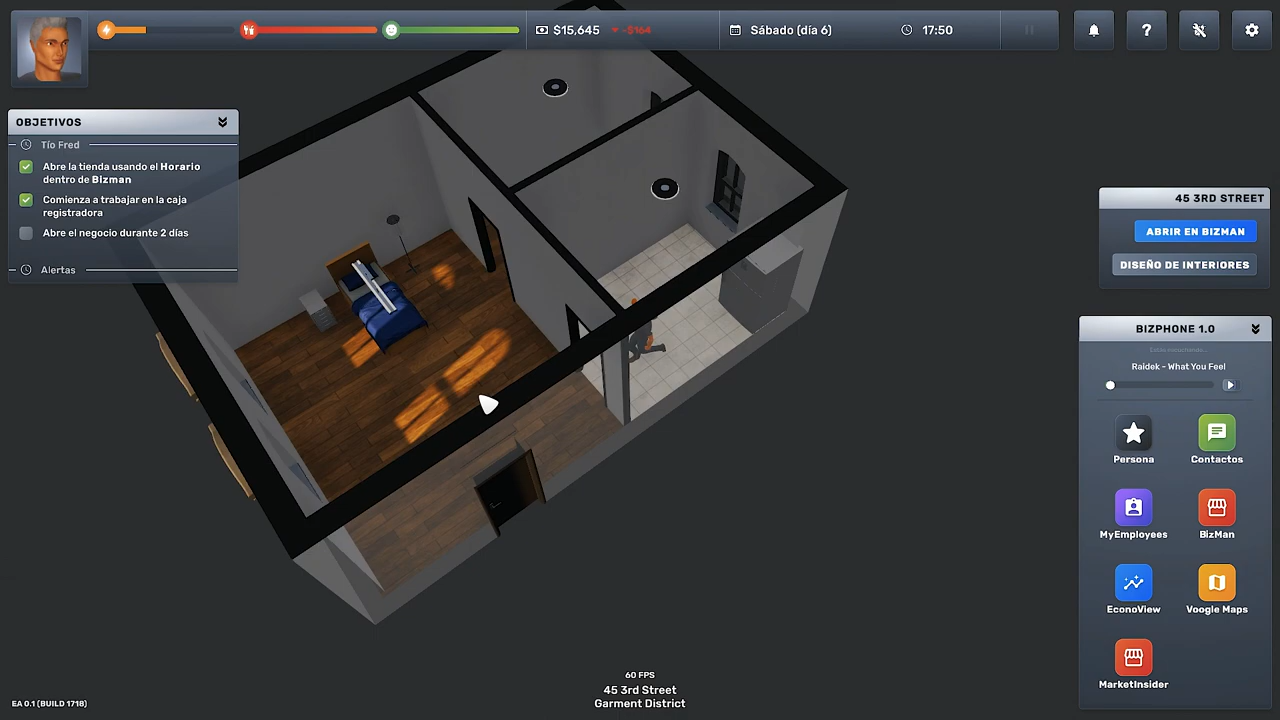 $15,645
-$164
Sábado (día 6)
17:50
OBJETIVOS
Tío Fred
Abre la tienda usando el Horario
dentro de Bizman
Comienza a trabajar en la caja
registradora
Abre el negocio durante 2 días
Alertas
45 3RD STREET
ABRIR EN BIZMAN
DISEÑO DE INTERIORES
BIZPHONE 1.0
Estás escuchando...
Raidek - What You Feel
Persona
Contactos
MyEmployees
BizMan
EconoView
Voogle Maps
MarketInsider
60 FPS
45 3rd Street
Garment District
EA 0.1 (BUILD 1718)